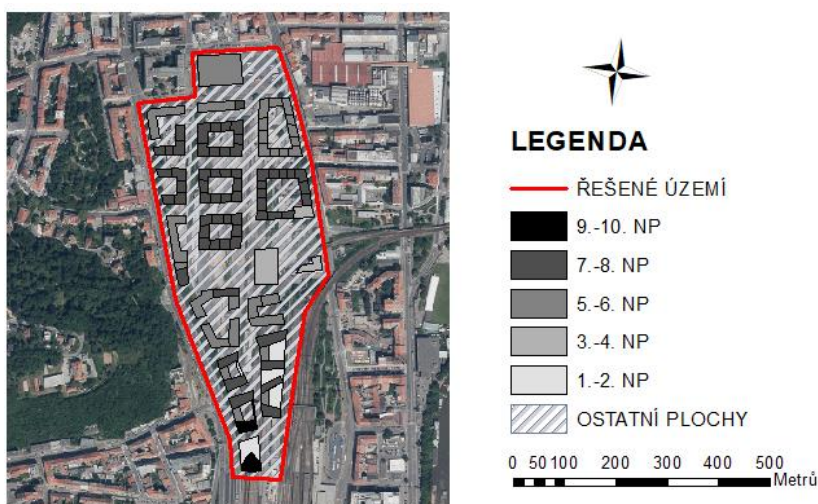 LEGENDA
ŘEŠENÉ ÚZEMÍ
9.-10. NP
7.-8. NP
5.-6. NP
3.-4. NP
1.-2. NP
OSTATNÍ PLOCHY
0 50 100 200 300 400 500
Metrů